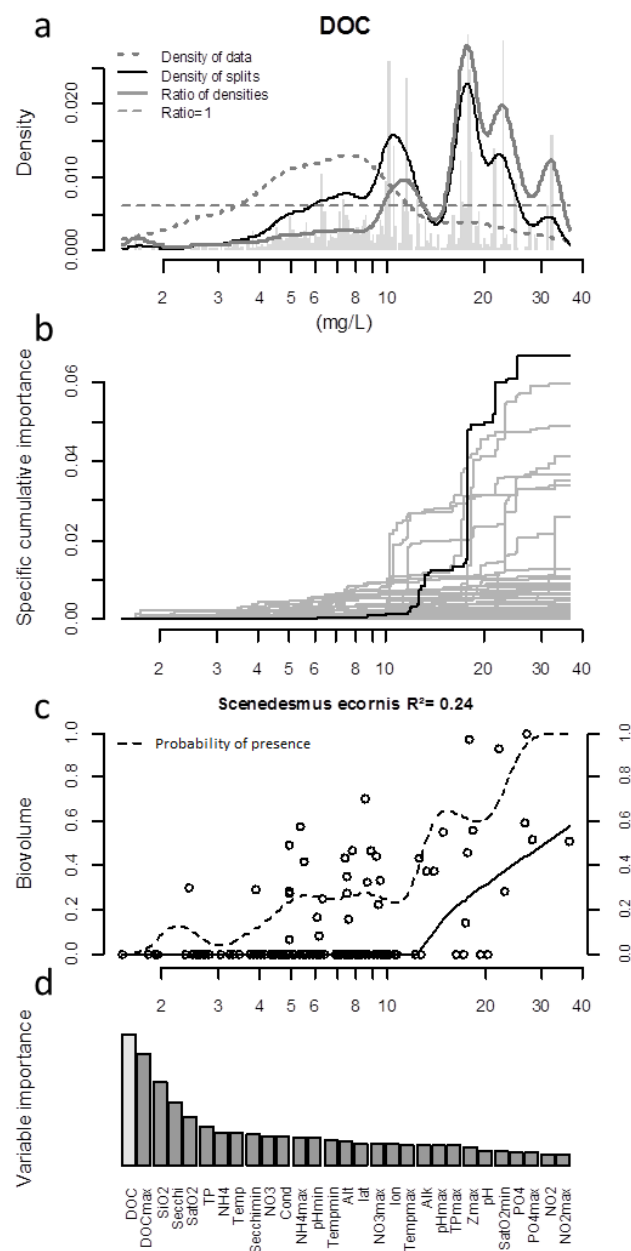 a
DOC
Density of data
Density of splits
Ratio of densities
Ratio=1
Density
0.000 0.010 0.020
2 3 4 5 6 8 10 20 30 40
(mg/L)
b
Specific cumulative importance
0.00 0.02 0.04 0.06
2 3 4 5 6 8 10 20 30 40
c
Scenedesmus ecornis R²= 0.24
Probability of presence
Biovolume
0.0 0.2 0.4 0.6 0.8 1.0
0.0 0.2 0.4 0.6 0.8 1.0
2 3 4 5 6 8 10 20 30 40
d
Variable importance
DOC
DOCmax
SiO2
Secchi
SatO2
TP
NH4
Temp
Secchimin
NO3
Cond
NH4max
pHmin
Tempmin
Alt
lat
NO3max
Ion
Tempmax
Alk
pHmax
TPmax
Zmax
pH
SatO2min
PO4
PO4max
NO2
NO2max